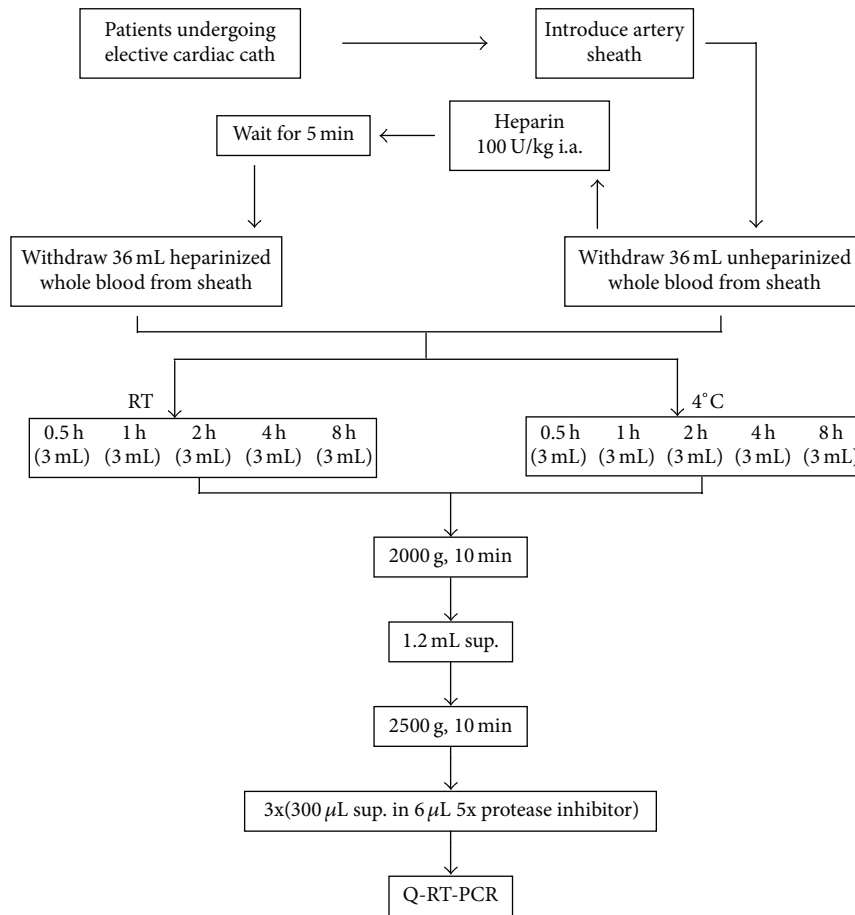 Patients undergoing
elective cardiac cath
Introduce artery
sheath
Heparin
100 U/kg i.a.
Wait for 5 min
Withdraw 36 mL heparinized
whole blood from sheath
Withdraw 36 mL unheparinized
whole blood from sheath
RT
0.5 h 1 h 2 h 4 h 8 h
(3 mL) (3 mL) (3 mL) (3 mL) (3 mL)
4°C
0.5 h 1 h 2 h 4 h 8 h
(3 mL) (3 mL) (3 mL) (3 mL) (3 mL)
2000 g, 10 min
1.2 mL sup.
2500 g, 10 min
3x(300 μL sup. in 6 μL 5x protease inhibitor)
Q-RT-PCR